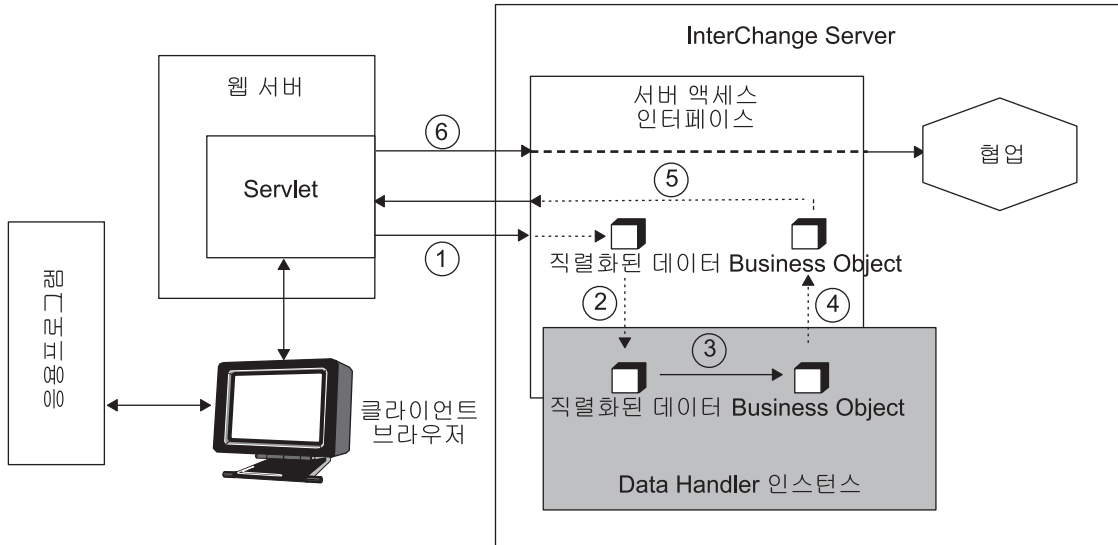 InterChange Server
웹 서버
서버 액세스
인터페이스
⑥
협업
Servlet
⑤
①
직렬화된 데이터 Business Object
②
④
③
직렬화된 데이터 Business Object
응용프로그램
클라이언트
브라우저
Data Handler 인스턴스